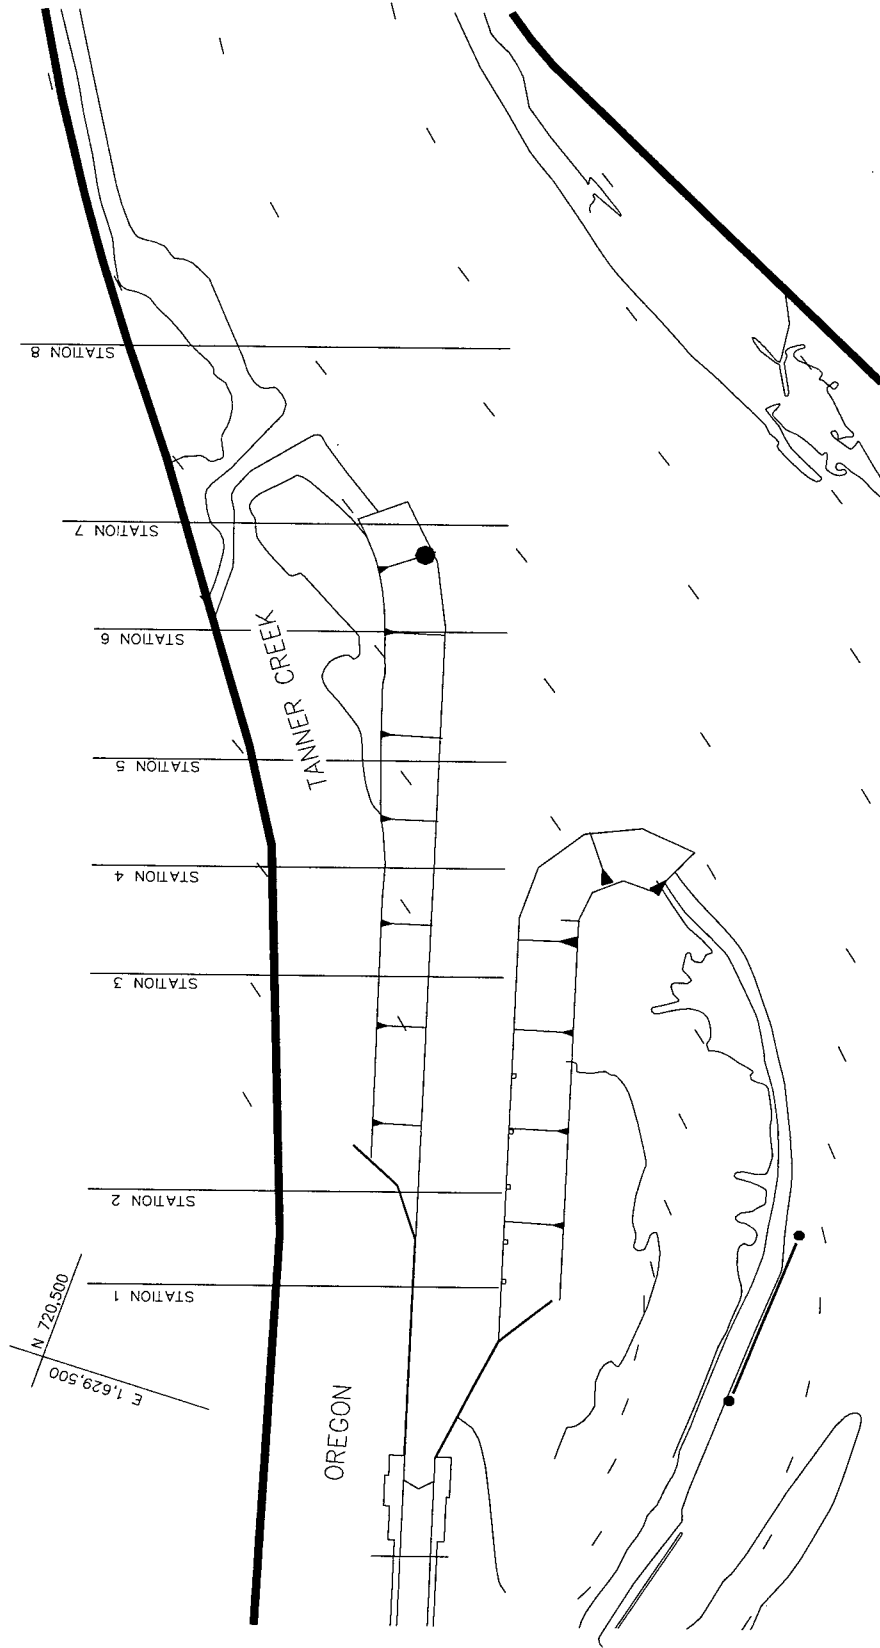 STATION 8
STATION 7
STATION 6
TANNER CREEK
STATION 5
STATION 4
STATION 3
STATION 2
STATION 1
N 720,500
E 1,629,500
OREGON